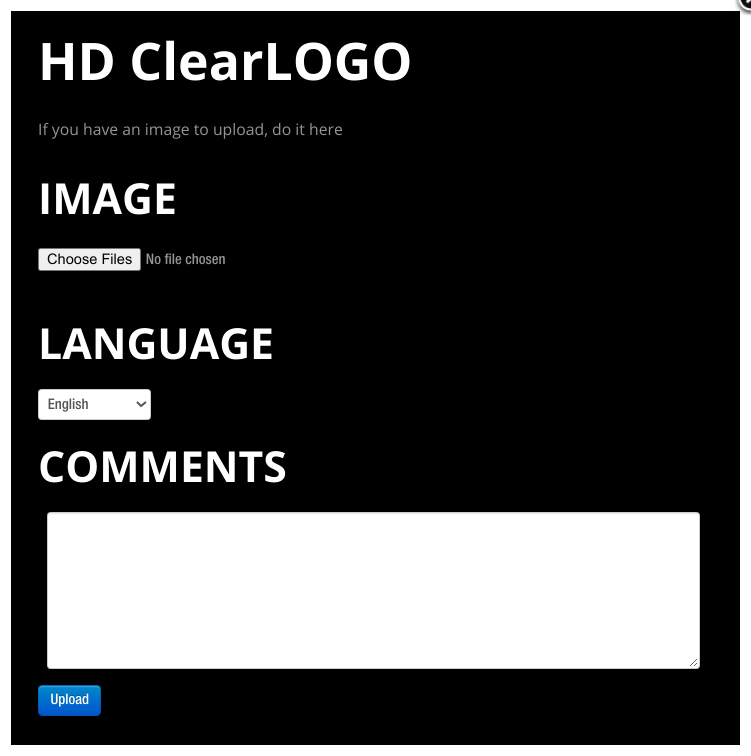 HD ClearLOGO
If you have an image to upload, do it here
IMAGE
Choose Files No file chosen
LANGUAGE
English
COMMENTS
Upload